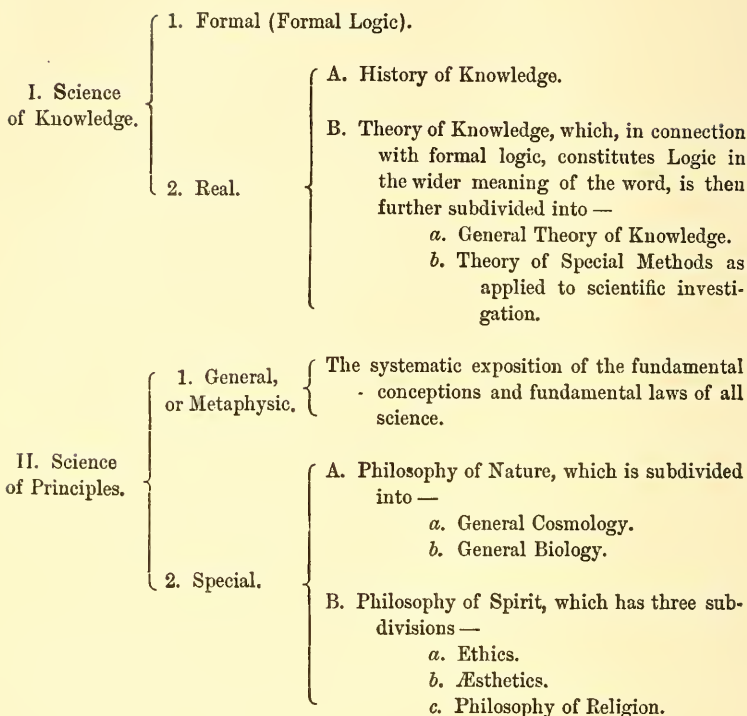 1. Formal (Formal Logic).
I. Science
of Knowledge.
2. Real.
A. History of Knowledge.
B. Theory of Knowledge, which, in connection
with formal logic, constitutes Logic in
the wider meaning of the word, is then
further subdivided into —
a. General Theory of Knowledge.
b. Theory of Special Methods as
applied to scientific investi-
gation.
II. Science
of Principles.
1. General,
or Metaphysic.
The systematic exposition of the fundamental
conceptions and fundamental laws of all
science.
2. Special.
A. Philosophy of Nature, which is subdivided
into —
a. General Cosmology.
b. General Biology.
B. Philosophy of Spirit, which has three sub-
divisions —
a. Ethics.
b. Æsthetics.
c. Philosophy of Religion.